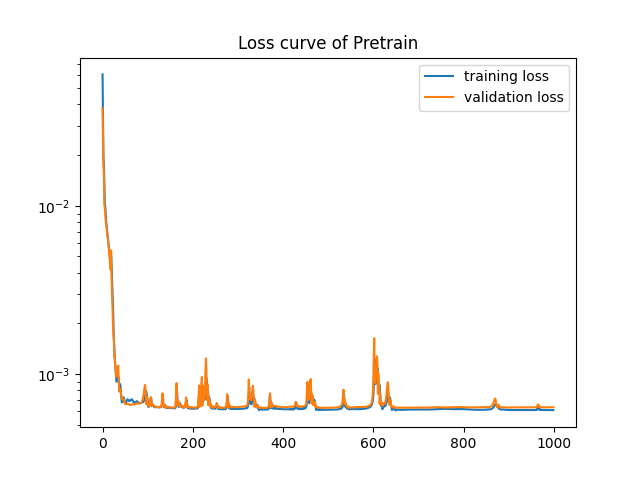 Loss curve of Pretrain
training loss
validation loss
10⁻²
10⁻³
0 200 400 600 800 1000